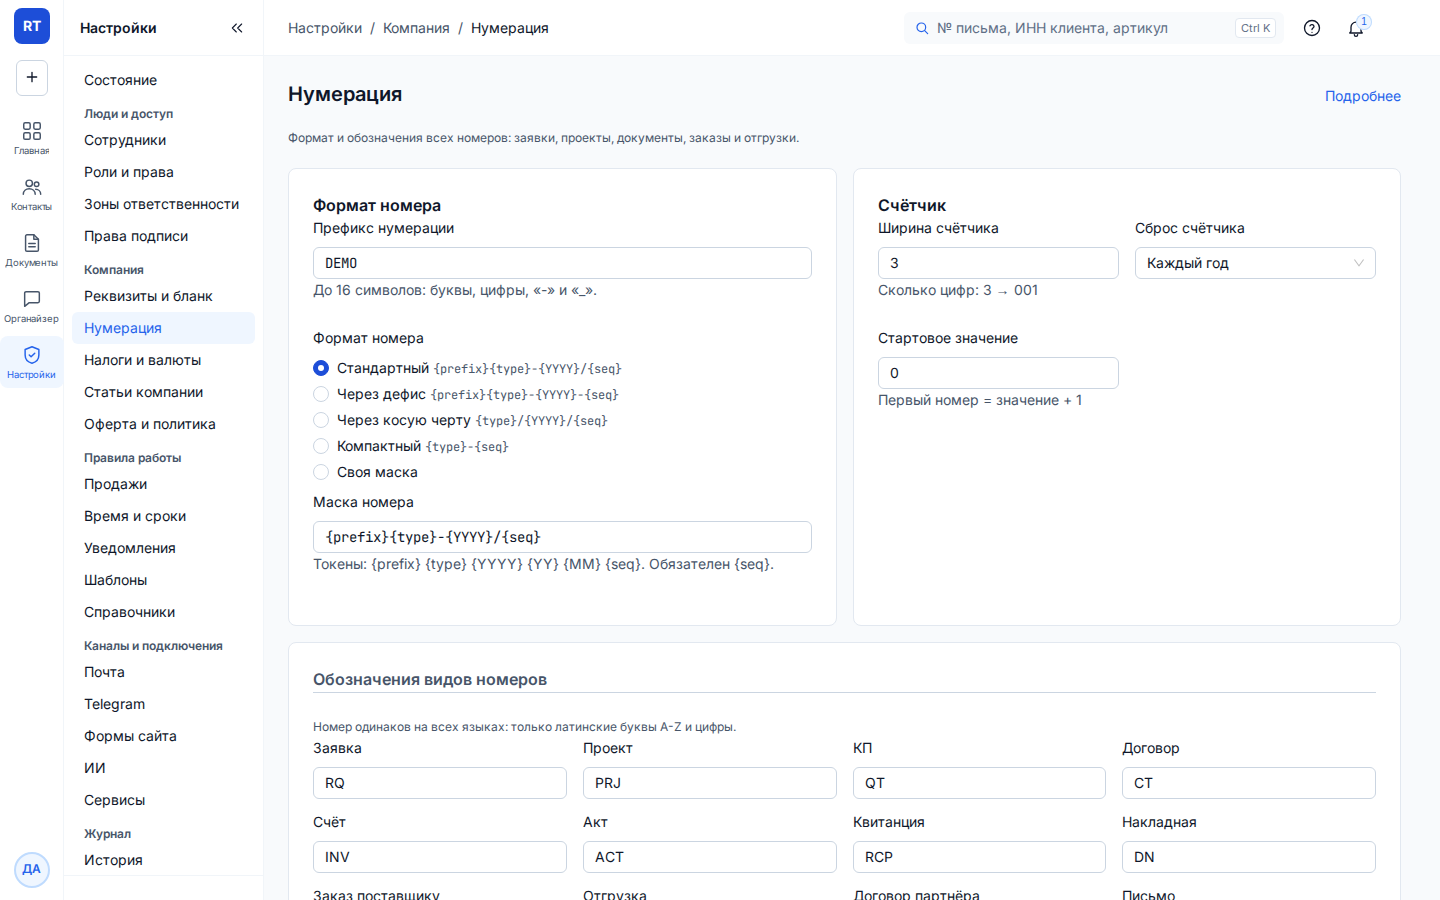 RT
Главная
Контакты
Документы
Органайзер
Настройки
ДА
Настройки
Состояние
Люди и доступ
Сотрудники
Роли и права
Зоны ответственности
Права подписи
Компания
Реквизиты и бланк
Нумерация
Налоги и валюты
Статьи компании
Оферта и политика
Правила работы
Продажи
Время и сроки
Уведомления
Шаблоны
Справочники
Каналы и подключения
Почта
Telegram
Формы сайта
ИИ
Сервисы
Журнал
История
Настройки / Компания / Нумерация
№ письма, ИНН клиента, артикул Ctrl K
1
Нумерация
Подробнее
Формат и обозначения всех номеров: заявки, проекты, документы, заказы и отгрузки.
Формат номера
Префикс нумерации
DEMO
До 16 символов: буквы, цифры, «-» и «_».
Формат номера
Стандартный {prefix}{type}-{YYYY}/{seq}
Через дефис {prefix}{type}-{YYYY}-{seq}
Через косую черту {type}/{YYYY}/{seq}
Компактный {type}-{seq}
Своя маска
Маска номера
{prefix}{type}-{YYYY}/{seq}
Токены: {prefix} {type} {YYYY} {YY} {MM} {seq}. Обязателен {seq}.
Счётчик
Ширина счётчика Сброс счётчика
3 Каждый год
Сколько цифр: 3 → 001
Стартовое значение
0
Первый номер = значение + 1
Обозначения видов номеров
Номер одинаков на всех языках: только латинские буквы A-Z и цифры.
Заявка Проект КП Договор
RQ PRJ QT CT
Счёт Акт Квитанция Накладная
INV ACT RCP DN
Заказ поставщику Отгрузка Договор партнёра Письмо